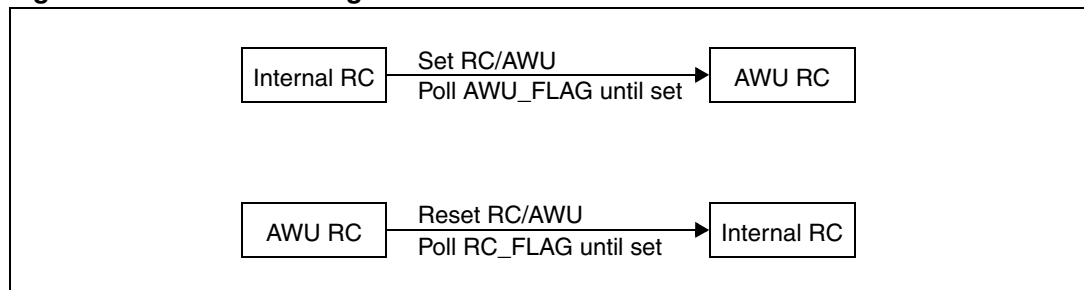 Internal RC
Set RC/AWU
Poll AWU_FLAG until set
AWU RC
AWU RC
Reset RC/AWU
Poll RC_FLAG until set
Internal RC